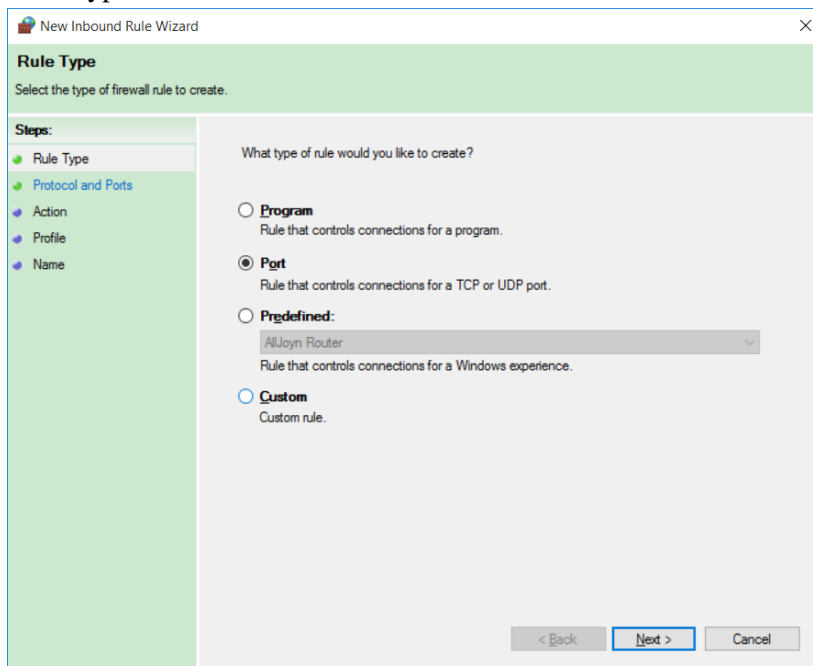 New Inbound Rule Wizard
Rule Type
Select the type of firewall rule to create.
Steps:
Rule Type
Protocol and Ports
Action
Profile
Name
What type of rule would you like to create?
Program
Rule that controls connections for a program.
Port
Rule that controls connections for a TCP or UDP port.
Predefined:
AllJoyn Router
Rule that controls connections for a Windows experience.
Custom
Custom rule.
< Back Next > Cancel